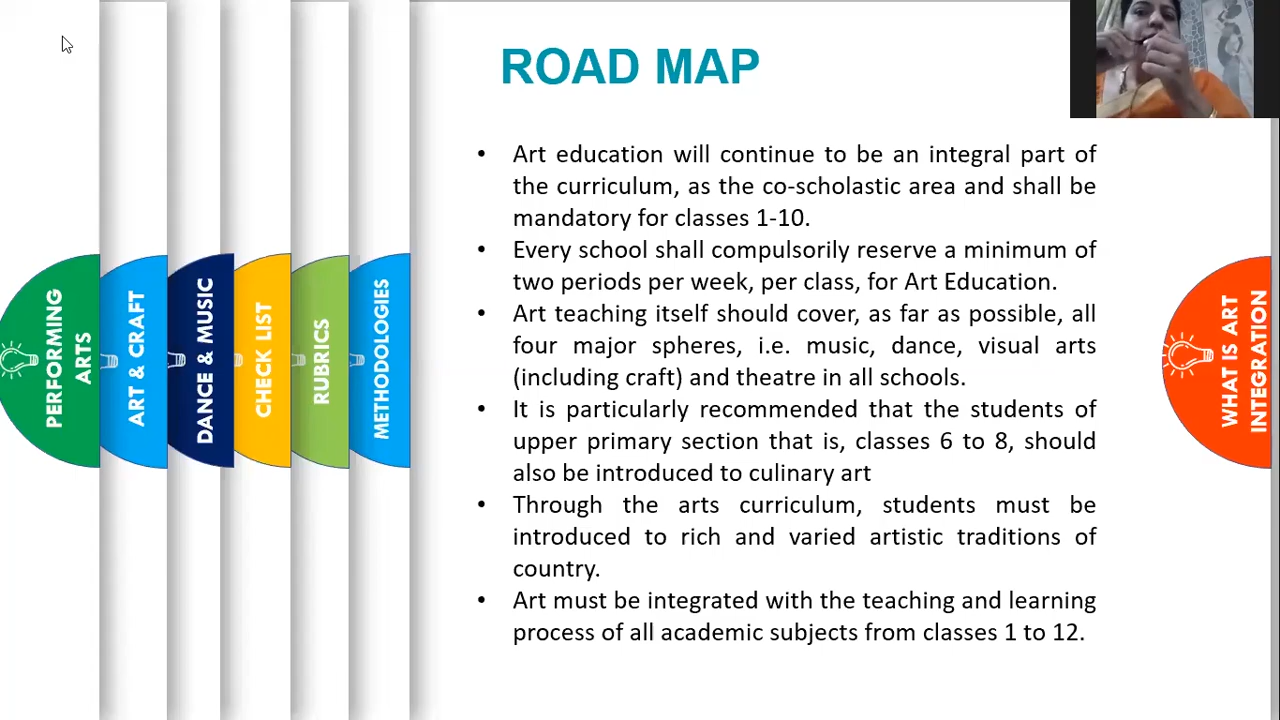 ROAD MAP
• Art education will continue to be an integral part of
the curriculum, as the co-scholastic area and shall be
mandatory for classes 1-10.
• Every school shall compulsorily reserve a minimum of
two periods per week, per class, for Art Education.
• Art teaching itself should cover, as far as possible, all
four major spheres, i.e. music, dance, visual arts
(including craft) and theatre in all schools.
• It is particularly recommended that the students of
upper primary section that is, classes 6 to 8, should
also be introduced to culinary art
• Through the arts curriculum, students must be
introduced to rich and varied artistic traditions of
country.
• Art must be integrated with the teaching and learning
process of all academic subjects from classes 1 to 12.
PERFORMING
ARTS
ART & CRAFT
DANCE & MUSIC
CHECK LIST
RUBRICS
METHODOLOGIES
WHAT IS ART
INTEGRATION